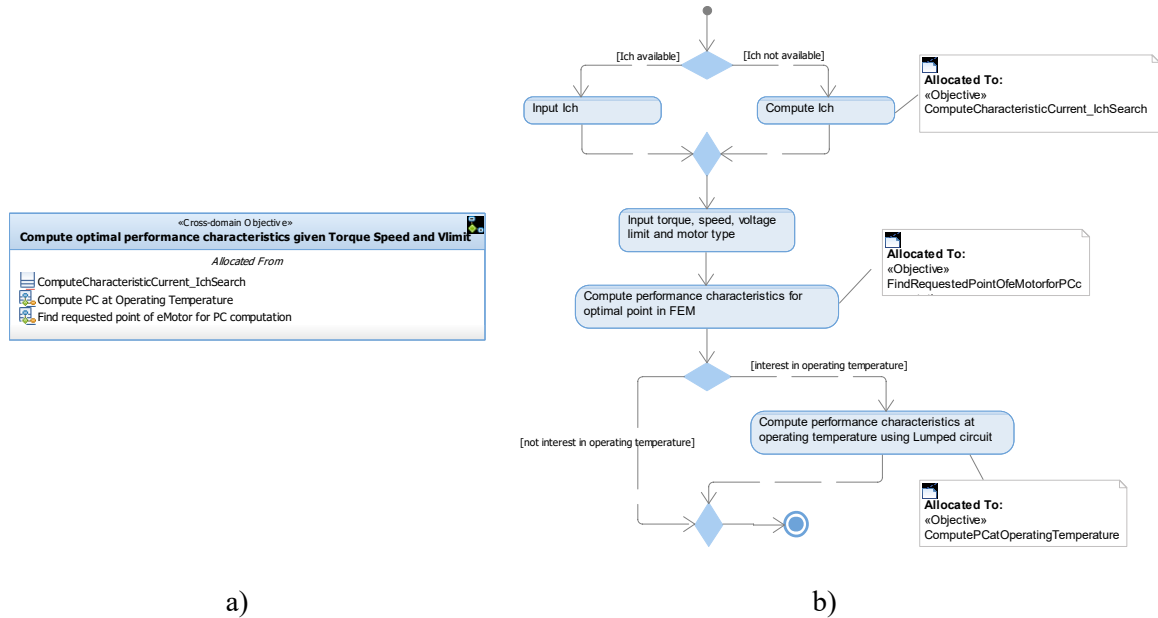 «Cross-domain Objective»
Compute optimal performance characteristics given Torque Speed and Vlimit
Allocated From
ComputeCharacteristicCurrent_IchSearch
Compute PC at Operating Temperature
Find requested point of eMotor for PC computation
a)
[Ich available]
[Ich not available]
Input Ich
Compute Ich
Allocated To:
«Objective»
ComputeCharacteristicCurrent_IchSearch
Input torque, speed, voltage
limit and motor type
Compute performance characteristics for
optimal point in FEM
Allocated To:
«Objective»
FindRequestedPointOfeMotorforPCc
[interest in operating temperature]
[not interest in operating temperature]
Compute performance characteristics at
operating temperature using Lumped circuit
Allocated To:
«Objective»
ComputePCatOperatingTemperature
b)